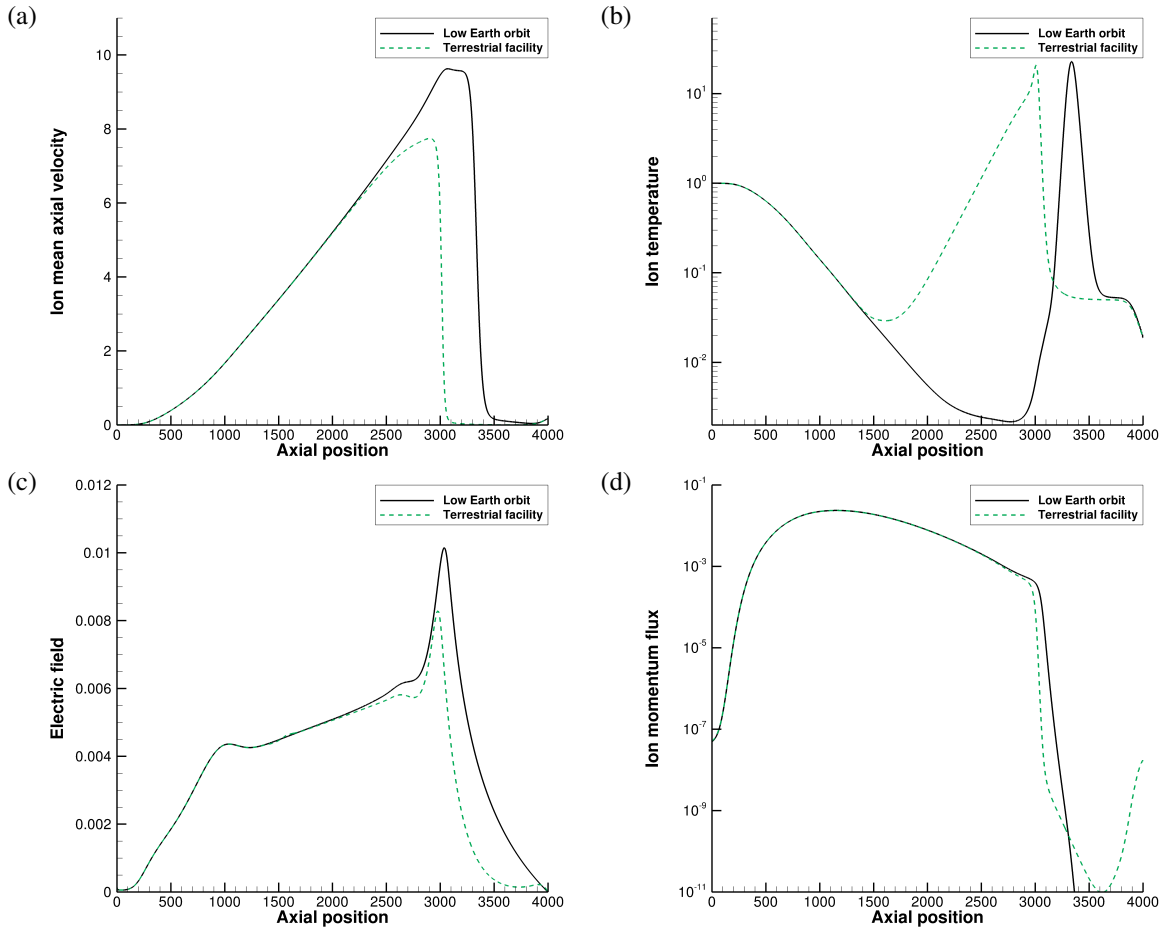 (a)
Low Earth orbit
Terrestrial facility
10
8
6
4
2
0
Ion mean axial velocity
0 500 1000 1500 2000 2500 3000 3500 4000
Axial position
(b)
Low Earth orbit
Terrestrial facility
10¹
10⁰
10⁻¹
10⁻²
Ion temperature
0 500 1000 1500 2000 2500 3000 3500 4000
Axial position
(c)
Low Earth orbit
Terrestrial facility
0.012
0.01
0.008
0.006
0.004
0.002
0
Electric field
0 500 1000 1500 2000 2500 3000 3500 4000
Axial position
(d)
Low Earth orbit
Terrestrial facility
10⁻¹
10⁻³
10⁻⁵
10⁻⁷
10⁻⁹
10⁻¹¹
Ion momentum flux
0 500 1000 1500 2000 2500 3000 3500 4000
Axial position